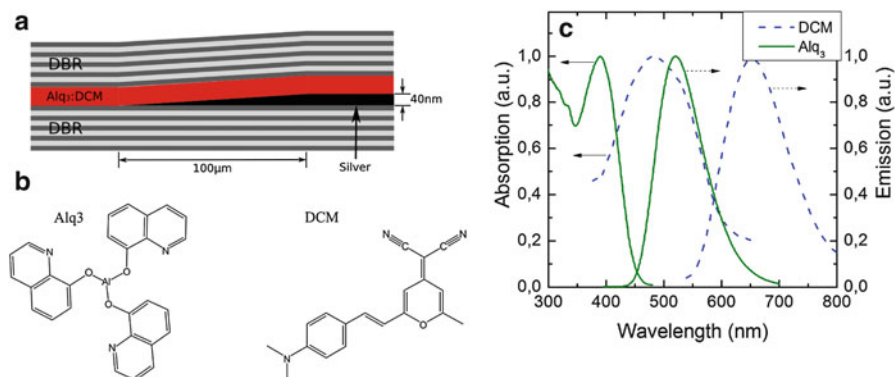 a
DBR
Alq₃:DCM
DBR
40nm
100μm
Silver
b
Alq3
DCM
N
O
Al
O
N
O
N
N
N
O
N
c
DCM
Alq₃
1,0
0,8
0,6
0,4
0,2
0,0
Absorption (a.u.)
1,0
0,8
0,6
0,4
0,2
0,0
Emission (a.u.)
300 400 500 600 700 800
Wavelength (nm)